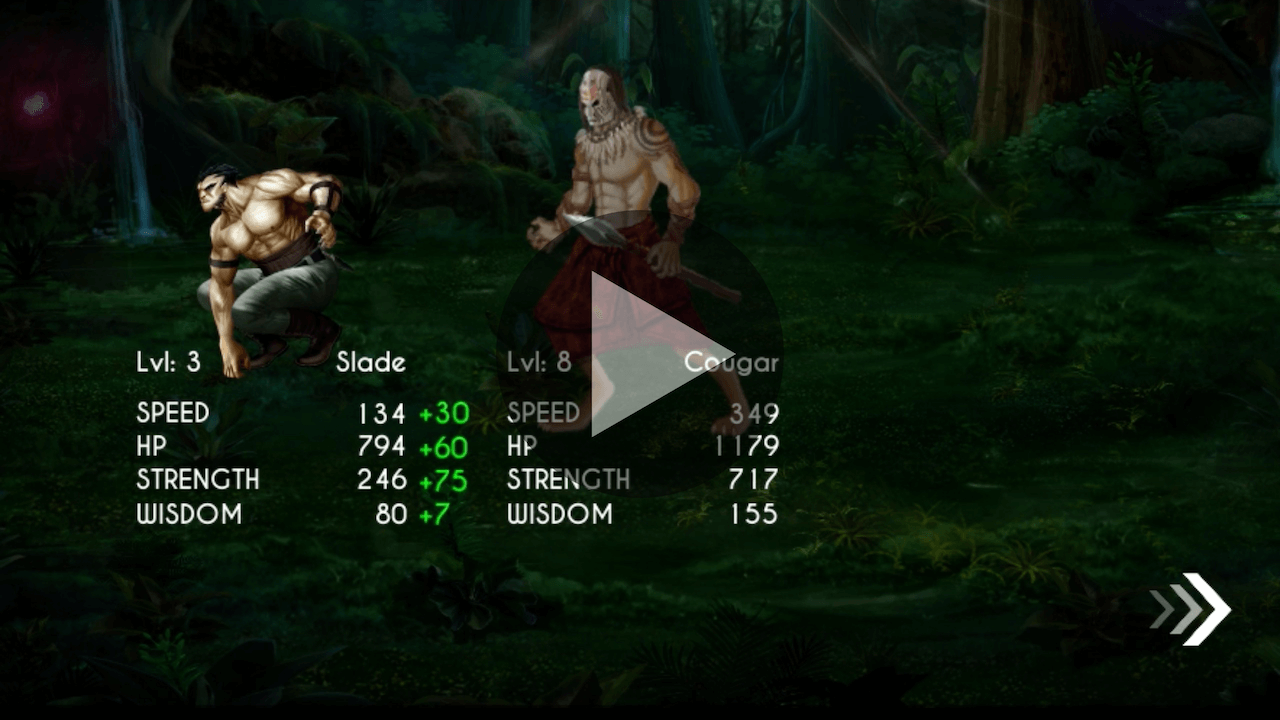 Lvl: 3 Slade Lvl: 8 Cougar
SPEED 134 +30 SPEED 349
HP 794 +60 HP 1179
STRENGTH 246 +75 STRENGTH 717
WISDOM 80 +7 WISDOM 155